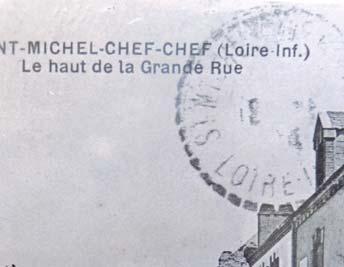 NT-MICHEL-CHEF-CHEF (Loire-Inf.)
Le haut de la Grande Rue
LOIRE-I